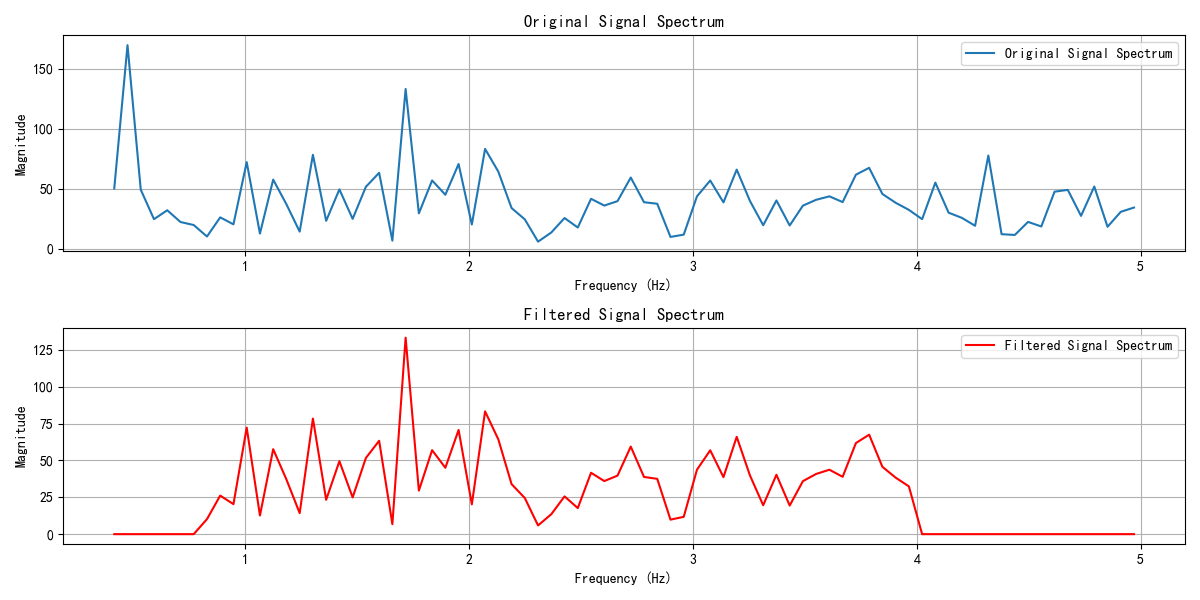 Original Signal Spectrum
Original Signal Spectrum
Magnitude
150
100
50
0
1 2 3 4 5
Frequency (Hz)
Filtered Signal Spectrum
Filtered Signal Spectrum
Magnitude
125
100
75
50
25
0
1 2 3 4 5
Frequency (Hz)